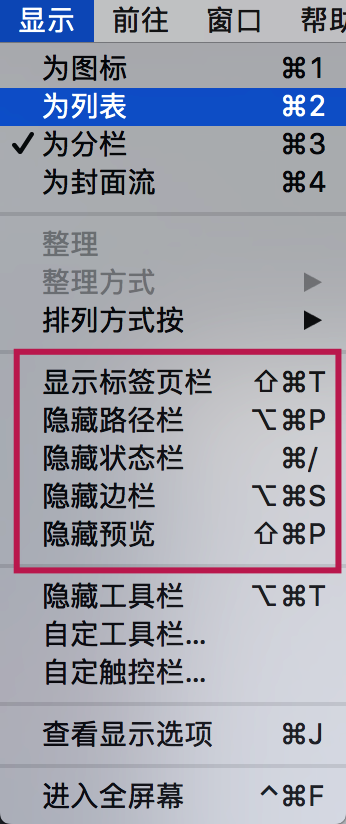 显示 前往 窗口 帮助
为图标 ⌘1
为列表 ⌘2
✓ 为分栏 ⌘3
为封面流 ⌘4
整理
整理方式 ▶
排列方式按 ▶
显示标签页栏 ⇧⌘T
隐藏路径栏 ⌥⌘P
隐藏状态栏 ⌘/
隐藏边栏 ⌥⌘S
隐藏预览 ⇧⌘P
隐藏工具栏 ⌥⌘T
自定工具栏...
自定触控栏...
查看显示选项 ⌘J
进入全屏幕 ^⌘F